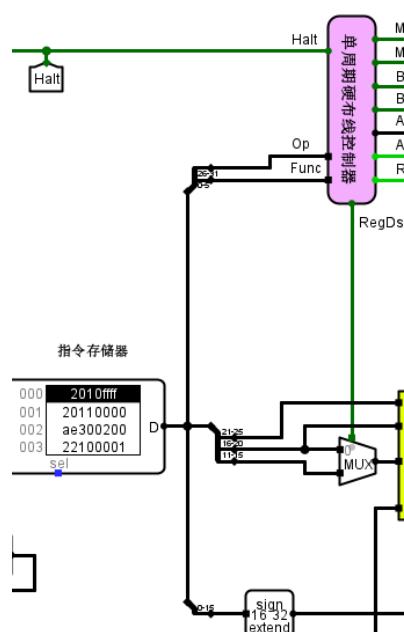 Halt
M
M
B
B
A
A
R
单周期硬布线控制器
Halt
Op
Func
26-31
0-5
RegDs
指令存储器
000 2010ffff
001 20110000
002 ae300200
003 22100001
sel
D
21-25
16-20
11-15
0
MUX
0-15
sign
16 32
extend